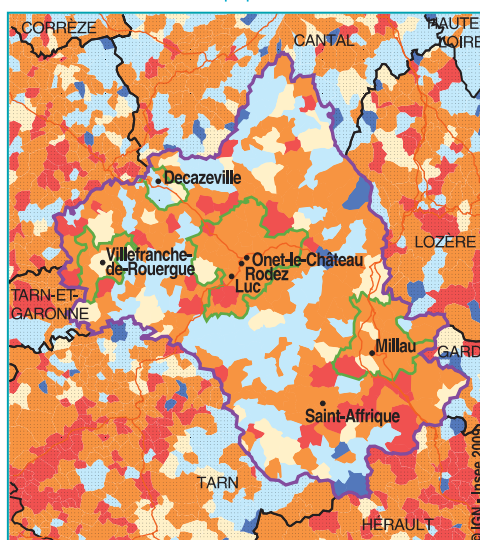 CORRÈZE
CANTAL
HAUTE
LOIRE
Decazeville
LOZÈRE
Villefranche-
de-Rouergue
Onet-le-Château
Rodez
Luc
TARN-ET-
GARONNE
Millau
GARD
Saint-Affrique
TARN
HÉRAULT
©IGN - Insee 2009